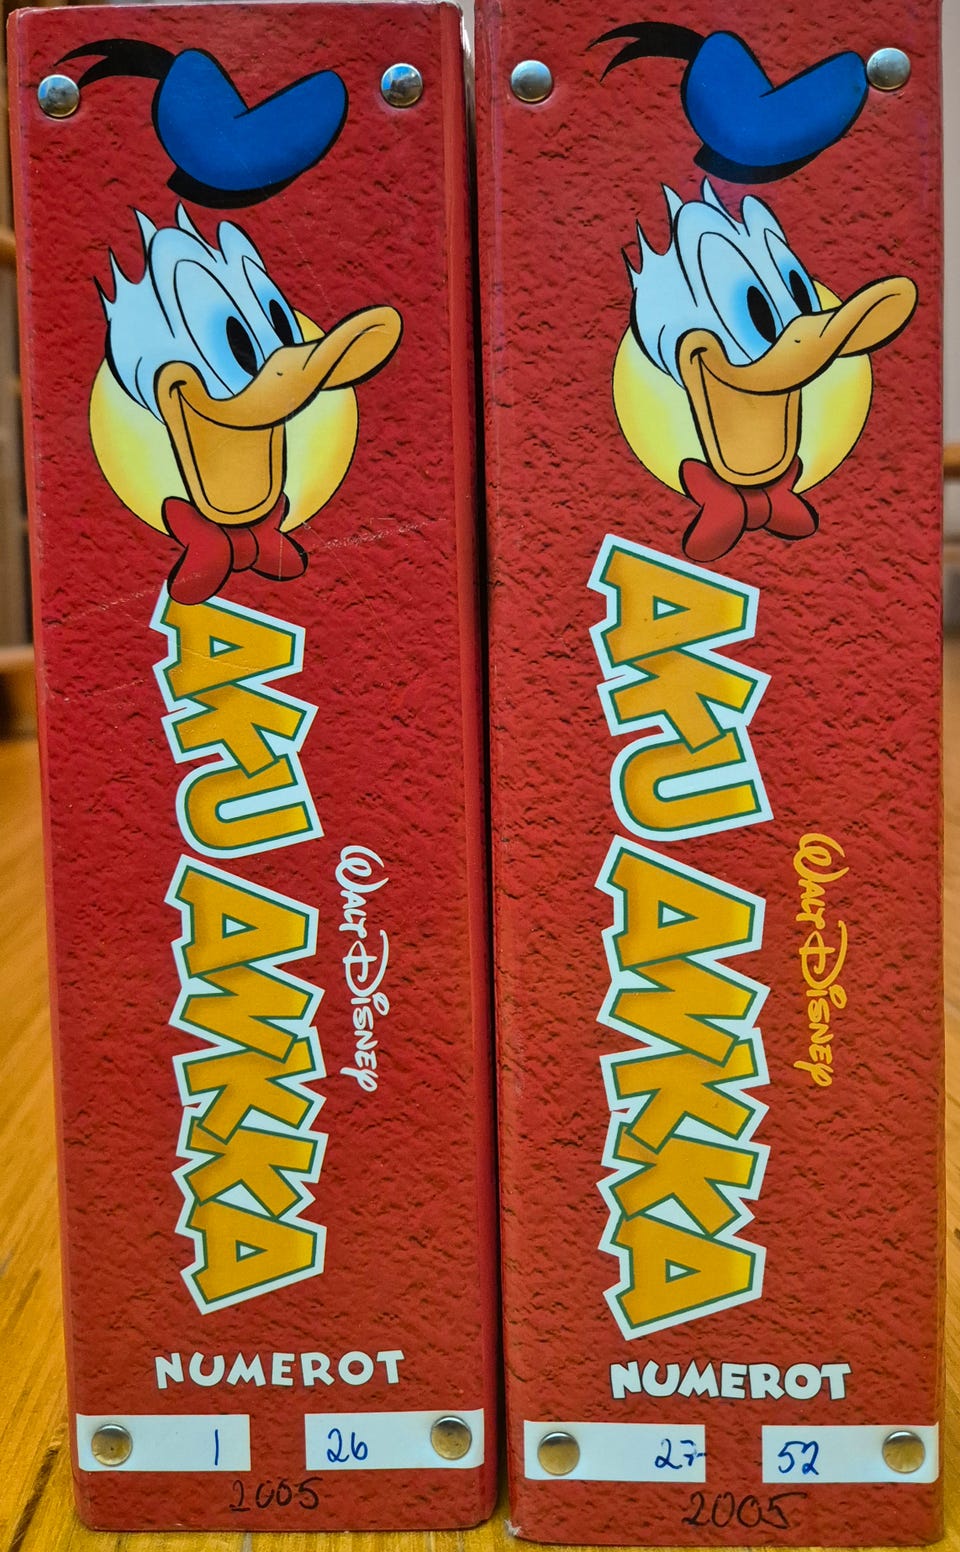 AKU ANKKA
WALT DISNEY
NUMEROT
1 26
2005
AKU ANKKA
WALT DISNEY
NUMEROT
27 52
2005